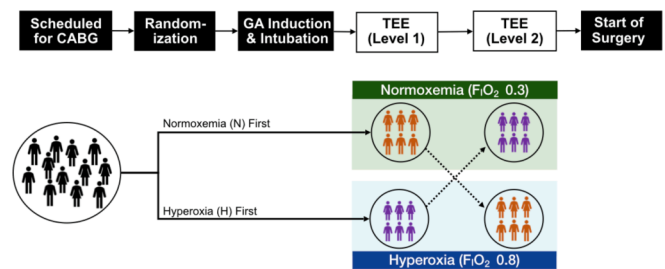 Scheduled
for CABG
Random-
ization
GA Induction
& Intubation
TEE
(Level 1)
TEE
(Level 2)
Start of
Surgery
Normoxemia (FIO2 0.3)
Normoxemia (N) First
Hyperoxia (H) First
Hyperoxia (FIO2 0.8)